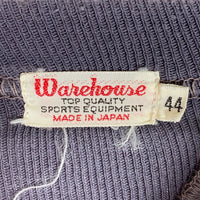 Warehouse
TOP QUALITY
SPORTS EQUIPMENT
MADE IN JAPAN
44